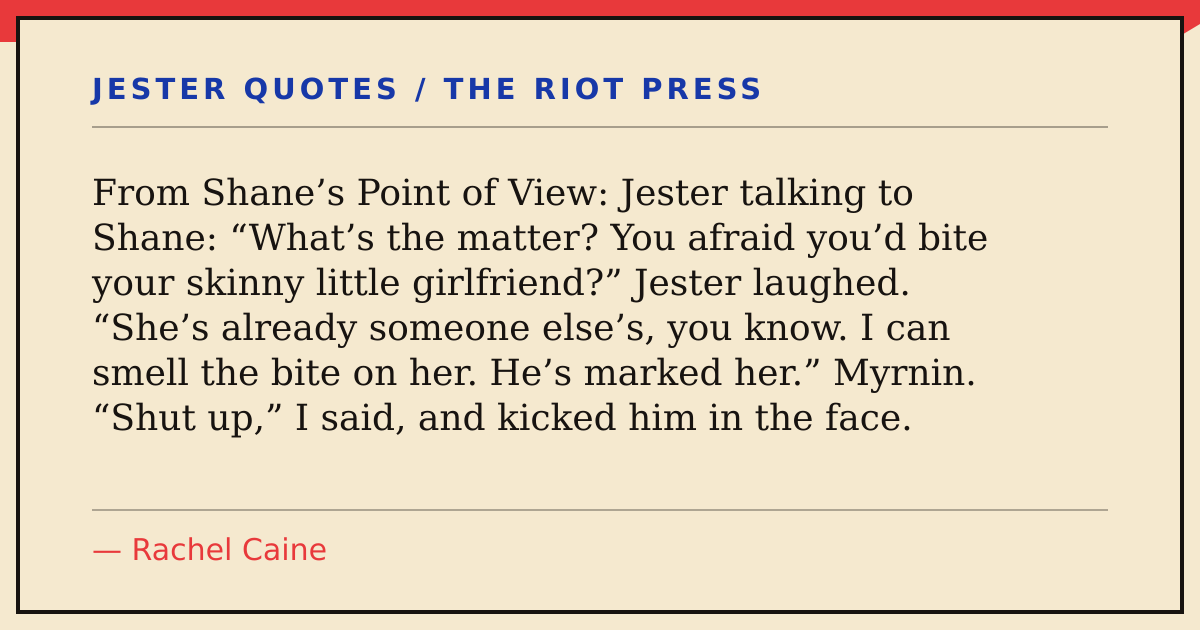 JESTER QUOTES / THE RIOT PRESS
From Shane’s Point of View: Jester talking to
Shane: “What’s the matter? You afraid you’d bite
your skinny little girlfriend?” Jester laughed.
“She’s already someone else’s, you know. I can
smell the bite on her. He’s marked her.” Myrnin.
“Shut up,” I said, and kicked him in the face.
— Rachel Caine